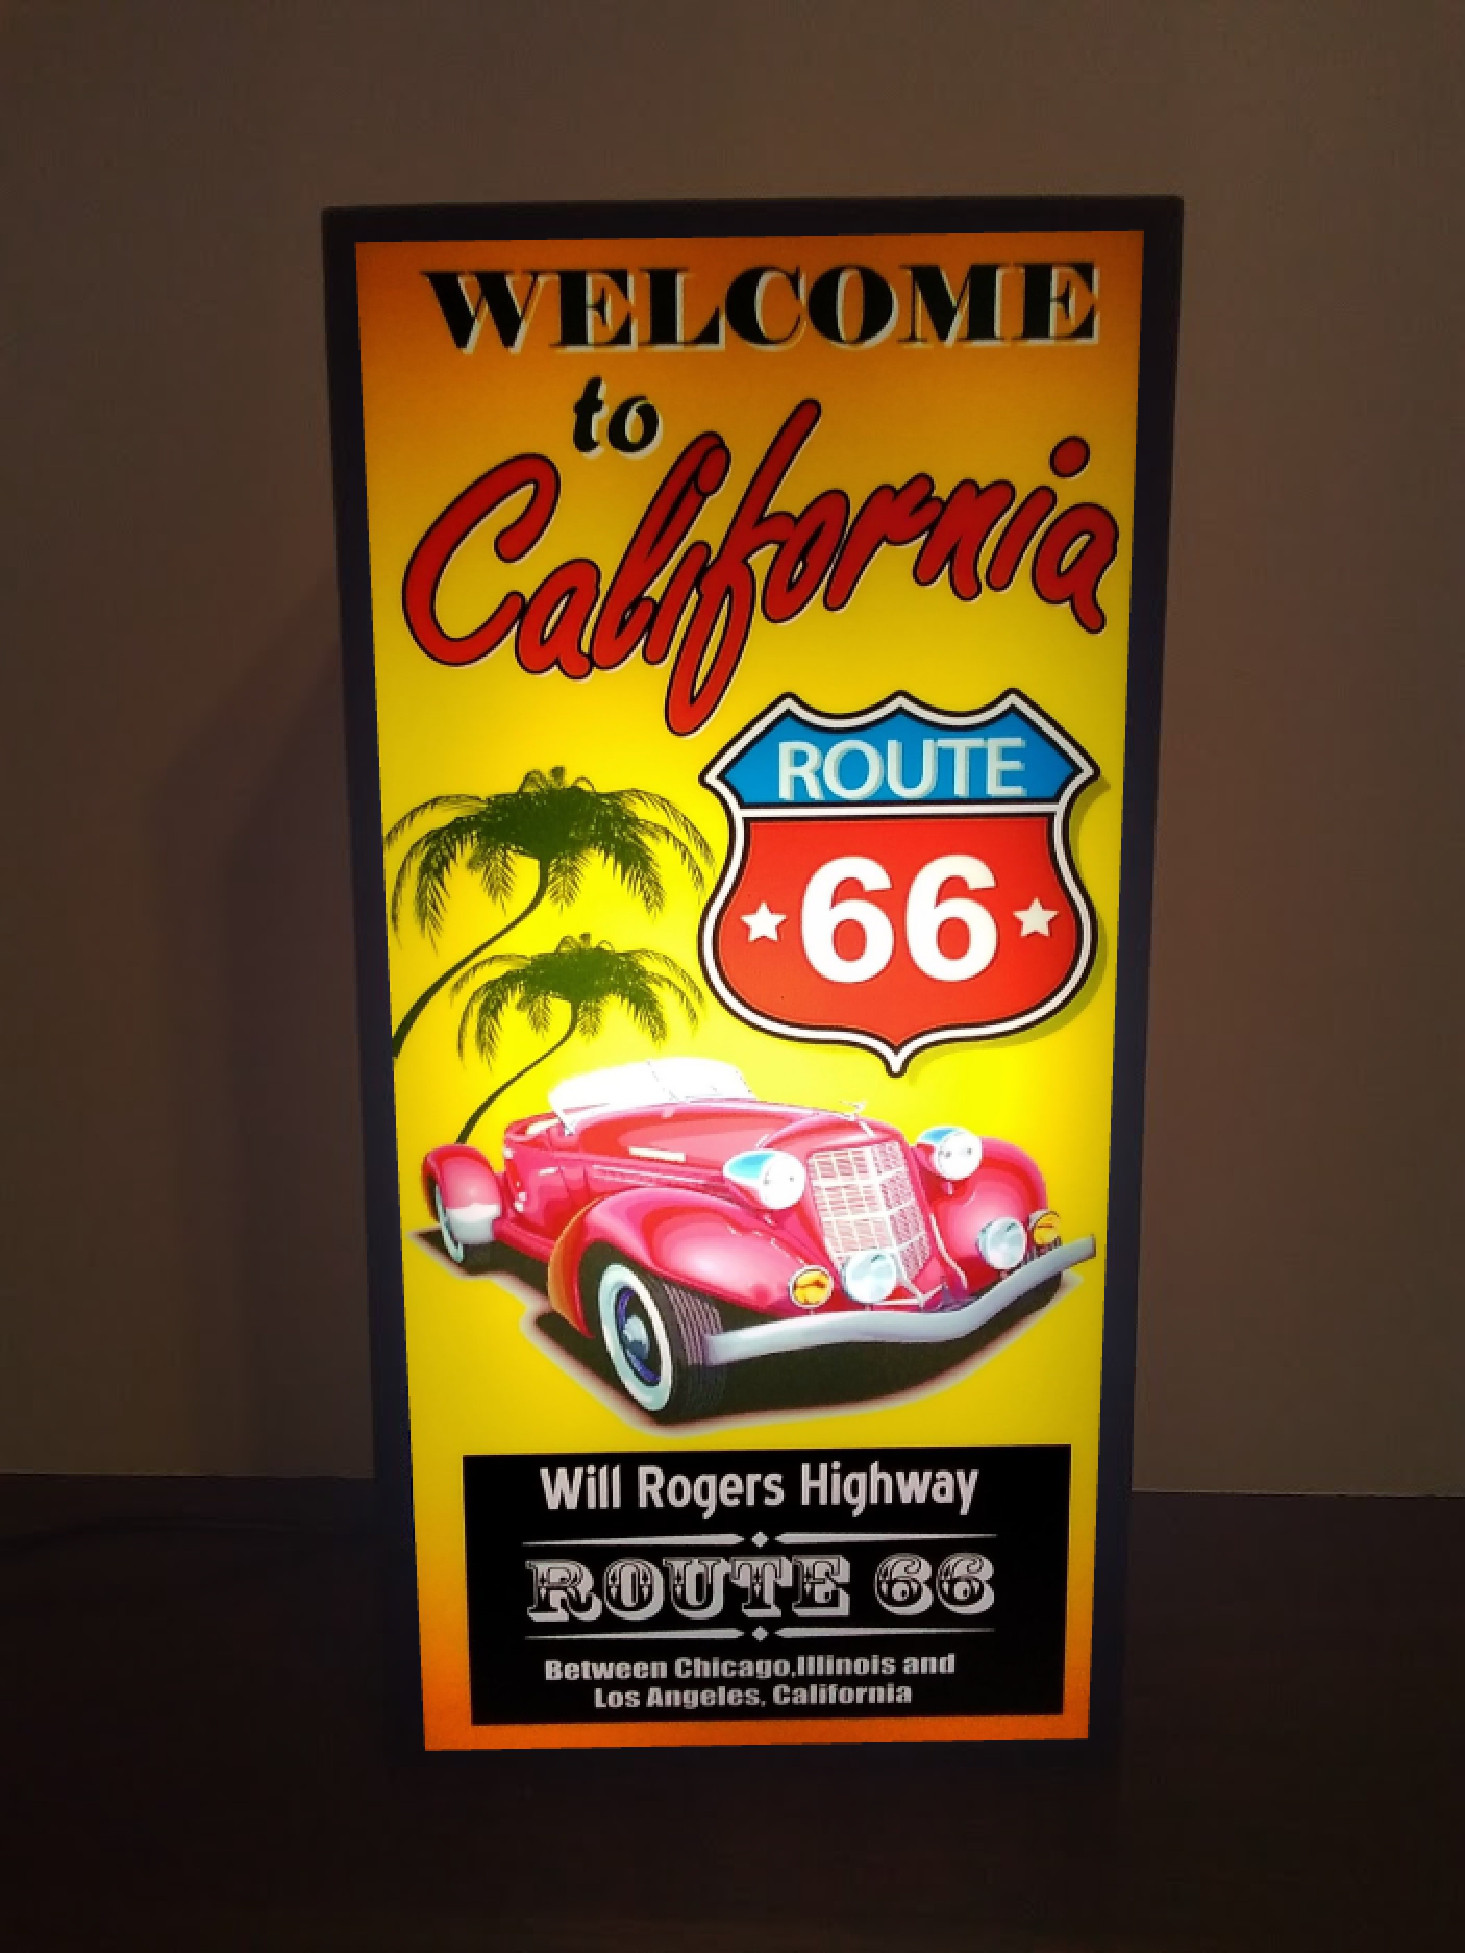 WELCOME
to
California
ROUTE
66
Will Rogers Highway
ROUTE 66
Between Chicago,Illinois and
Los Angeles, California